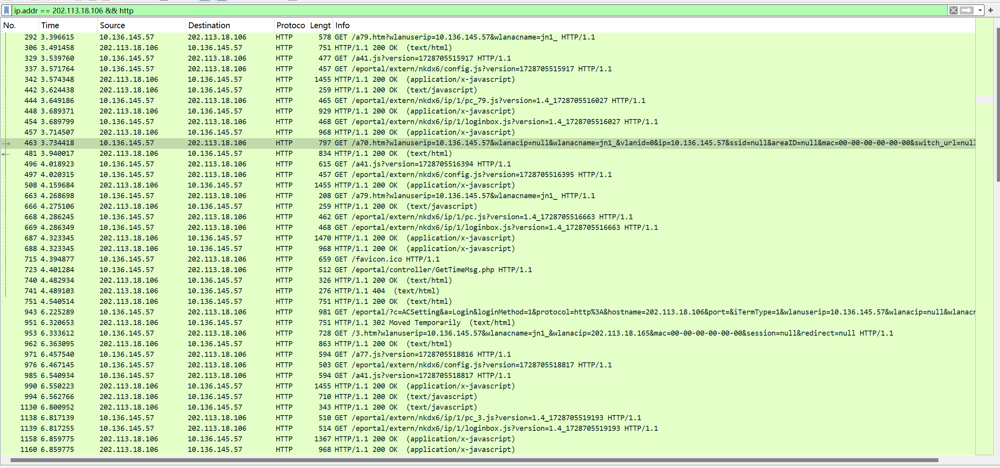 ip.addr == 202.113.18.106 && http
No. Time Source Destination Protoco Lengt Info
292 3.396615 10.136.145.57 202.113.18.106 HTTP 578 GET /a79.htm?wlanuserip=10.136.145.57&wlanacname=jn1_ HTTP/1.1
306 3.491458 202.113.18.106 10.136.145.57 HTTP 751 HTTP/1.1 200 OK (text/html)
329 3.539760 10.136.145.57 202.113.18.106 HTTP 477 GET /a41.js?version=1728705515917 HTTP/1.1
337 3.571764 10.136.145.57 202.113.18.106 HTTP 457 GET /eportal/extern/nkdx6/config.js?version=1728705515917 HTTP/1.1
342 3.574348 202.113.18.106 10.136.145.57 HTTP 1455 HTTP/1.1 200 OK (application/x-javascript)
442 3.624438 202.113.18.106 10.136.145.57 HTTP 259 HTTP/1.1 200 OK (text/javascript)
444 3.649186 10.136.145.57 202.113.18.106 HTTP 465 GET /eportal/extern/nkdx6/ip/1/pc_79.js?version=1.4_1728705516027 HTTP/1.1
448 3.689371 202.113.18.106 10.136.145.57 HTTP 929 HTTP/1.1 200 OK (application/x-javascript)
454 3.689799 10.136.145.57 202.113.18.106 HTTP 468 GET /eportal/extern/nkdx6/ip/1/loginbox.js?version=1.4_1728705516027 HTTP/1.1
457 3.714507 202.113.18.106 10.136.145.57 HTTP 968 HTTP/1.1 200 OK (application/x-javascript)
463 3.734418 10.136.145.57 202.113.18.106 HTTP 797 GET /a70.htm?wlanuserip=10.136.145.57&wlanacip=null&wlanacname=jn1_&vlanid=0&ip=10.136.145.57&ssid=null&areaID=null&mac=00-00-00-00-00-00&switch_url=null
481 3.940017 202.113.18.106 10.136.145.57 HTTP 834 HTTP/1.1 200 OK (text/html)
496 4.018923 10.136.145.57 202.113.18.106 HTTP 615 GET /a41.js?version=1728705516394 HTTP/1.1
497 4.020315 10.136.145.57 202.113.18.106 HTTP 457 GET /eportal/extern/nkdx6/config.js?version=1728705516395 HTTP/1.1
508 4.159684 202.113.18.106 10.136.145.57 HTTP 1455 HTTP/1.1 200 OK (application/x-javascript)
663 4.268698 10.136.145.57 202.113.18.106 HTTP 208 GET /a79.htm?wlanuserip=10.136.145.57&wlanacname=jn1_ HTTP/1.1
666 4.275106 202.113.18.106 10.136.145.57 HTTP 259 HTTP/1.1 200 OK (text/javascript)
668 4.286245 10.136.145.57 202.113.18.106 HTTP 462 GET /eportal/extern/nkdx6/ip/1/pc.js?version=1.4_1728705516663 HTTP/1.1
669 4.286349 10.136.145.57 202.113.18.106 HTTP 468 GET /eportal/extern/nkdx6/ip/1/loginbox.js?version=1.4_1728705516663 HTTP/1.1
687 4.323345 202.113.18.106 10.136.145.57 HTTP 1470 HTTP/1.1 200 OK (application/x-javascript)
688 4.323345 202.113.18.106 10.136.145.57 HTTP 968 HTTP/1.1 200 OK (application/x-javascript)
715 4.394877 10.136.145.57 202.113.18.106 HTTP 659 GET /favicon.ico HTTP/1.1
723 4.401284 10.136.145.57 202.113.18.106 HTTP 512 GET /eportal/controller/GetTimeMsg.php HTTP/1.1
740 4.482934 202.113.18.106 10.136.145.57 HTTP 326 HTTP/1.1 200 OK (text/html)
741 4.489103 202.113.18.106 10.136.145.57 HTTP 276 HTTP/1.1 404 (text/html)
751 4.540514 202.113.18.106 10.136.145.57 HTTP 751 HTTP/1.1 200 OK (text/html)
943 6.225289 10.136.145.57 202.113.18.106 HTTP 981 GET /eportal/?c=ACSetting&a=Login&loginMethod=1&protocol=http%3A&hostname=202.113.18.106&port=&iTermType=1&wlanuserip=10.136.145.57&wlanacip=null&wlanacn
951 6.320653 202.113.18.106 10.136.145.57 HTTP 751 HTTP/1.1 302 Moved Temporarily (text/html)
953 6.333612 10.136.145.57 202.113.18.106 HTTP 728 GET /3.htm?wlanuserip=10.136.145.57&wlanacname=jn1_&wlanacip=202.113.18.165&mac=00-00-00-00-00-00&session=null&redirect=null HTTP/1.1
962 6.363095 202.113.18.106 10.136.145.57 HTTP 863 HTTP/1.1 200 OK (text/html)
971 6.457540 10.136.145.57 202.113.18.106 HTTP 594 GET /a77.js?version=1728705518816 HTTP/1.1
976 6.467145 10.136.145.57 202.113.18.106 HTTP 503 GET /eportal/extern/nkdx6/config.js?version=1728705518817 HTTP/1.1
985 6.540934 10.136.145.57 202.113.18.106 HTTP 594 GET /a41.js?version=1728705518817 HTTP/1.1
990 6.550223 202.113.18.106 10.136.145.57 HTTP 1455 HTTP/1.1 200 OK (application/x-javascript)
994 6.562766 202.113.18.106 10.136.145.57 HTTP 710 HTTP/1.1 200 OK (text/javascript)
1130 6.800952 202.113.18.106 10.136.145.57 HTTP 343 HTTP/1.1 200 OK (text/javascript)
1138 6.817139 10.136.145.57 202.113.18.106 HTTP 510 GET /eportal/extern/nkdx6/ip/1/pc_3.js?version=1.4_1728705519193 HTTP/1.1
1139 6.817255 10.136.145.57 202.113.18.106 HTTP 514 GET /eportal/extern/nkdx6/ip/1/loginbox.js?version=1.4_1728705519193 HTTP/1.1
1158 6.859775 202.113.18.106 10.136.145.57 HTTP 1367 HTTP/1.1 200 OK (application/x-javascript)
1160 6.859775 202.113.18.106 10.136.145.57 HTTP 968 HTTP/1.1 200 OK (application/x-javascript)